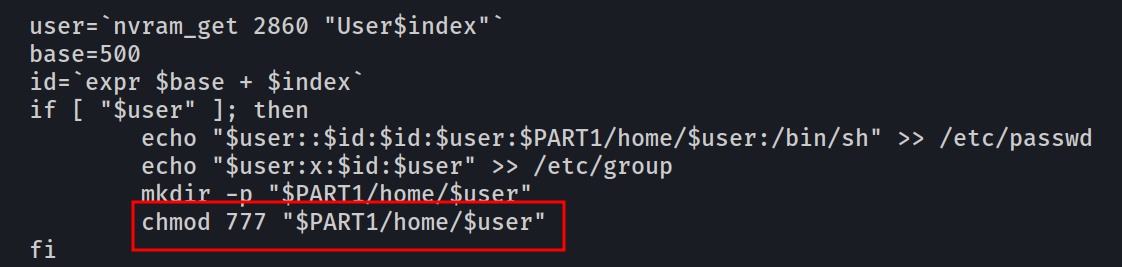 user=`nvram_get 2860 "User$index"`
base=500
id=`expr $base + $index`
if [ "$user" ]; then
echo "$user::$id:$id:$user:$PART1/home/$user:/bin/sh" >> /etc/passwd
echo "$user:x:$id:$user" >> /etc/group
mkdir -p "$PART1/home/$user"
chmod 777 "$PART1/home/$user"
fi